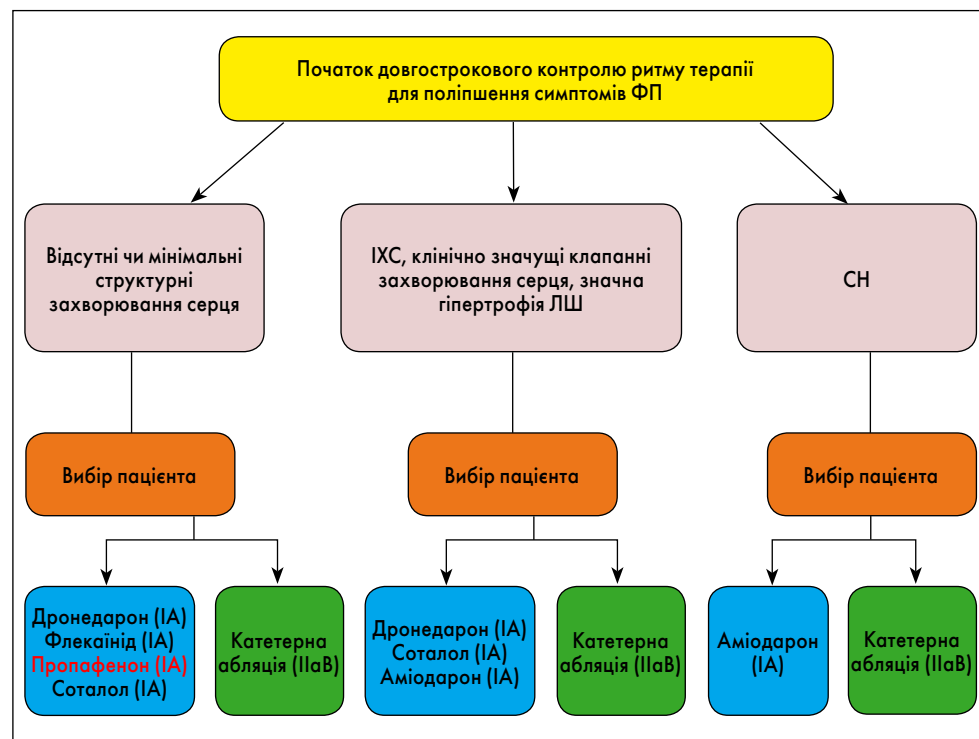 Початок довгострокового контролю ритму терапії
для поліпшення симптомів ФП
Відсутні чи мінімальні
структурні
захворювання серця
ІХС, клінічно значущі клапанні
захворювання серця, значна
гіпертрофія ЛШ
СН
Вибір пацієнта
Вибір пацієнта
Вибір пацієнта
Дронедарон (IA)
Флекаїнід (IA)
Пропафенон (IA)
Соталол (IA)
Катетерна
абляція (IIaB)
Дронедарон (IA)
Соталол (IA)
Аміодарон (IA)
Катетерна
абляція (IIaB)
Аміодарон
(IA)
Катетерна
абляція (IIaB)